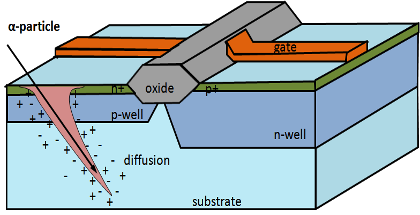 α-particle
gate
n+
oxide
p+
p-well
n-well
diffusion
substrate